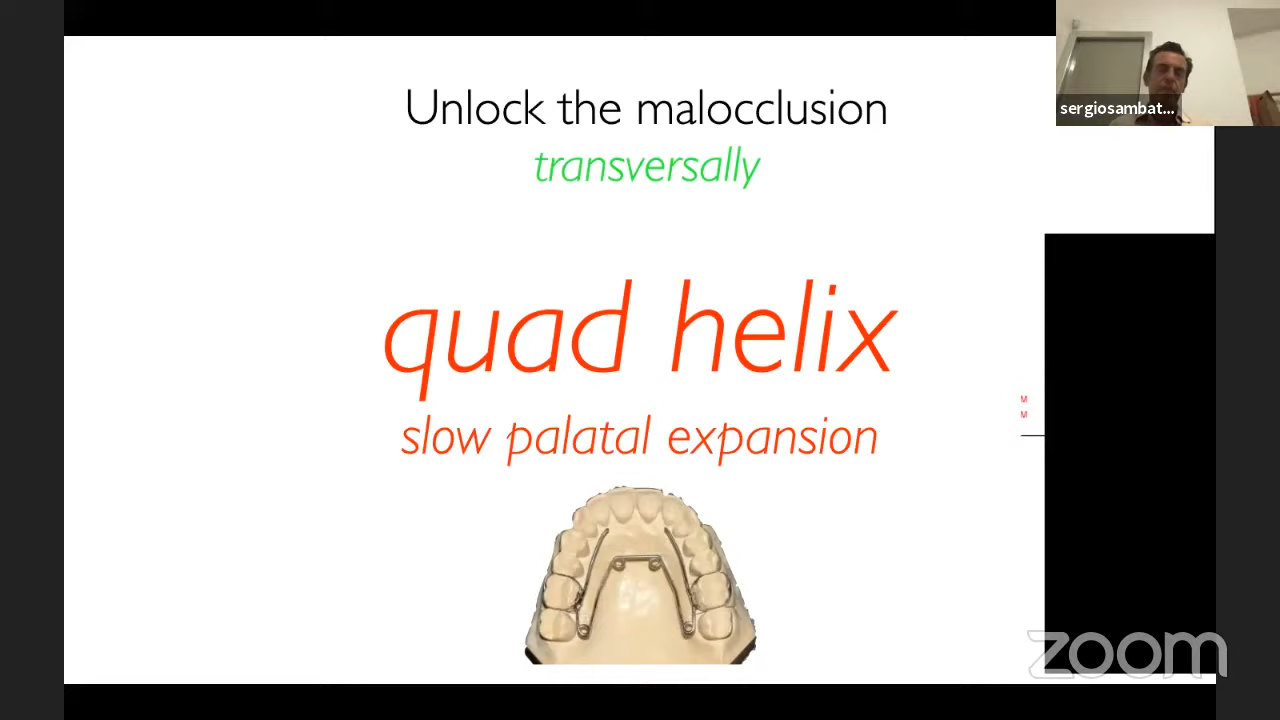 Unlock the malocclusion
transversally
sergiosambat...
quad helix
slow palatal expansion
M
M
zoom